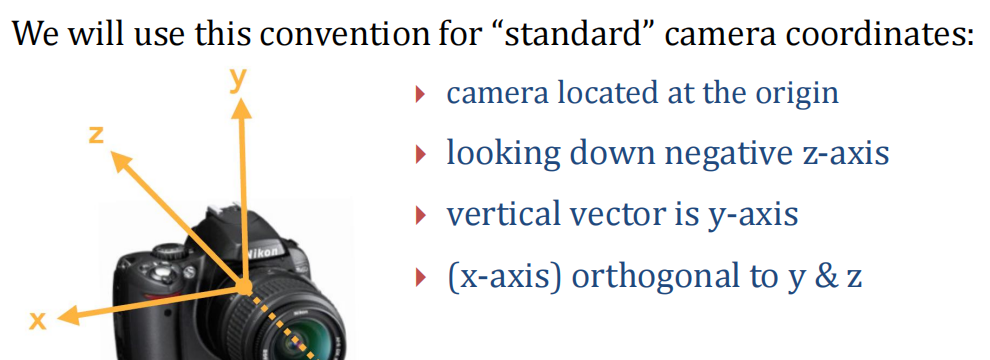 We will use this convention for “standard” camera coordinates:
y
camera located at the origin
z
looking down negative z-axis
vertical vector is y-axis
Nikon
(x-axis) orthogonal to y & z
x